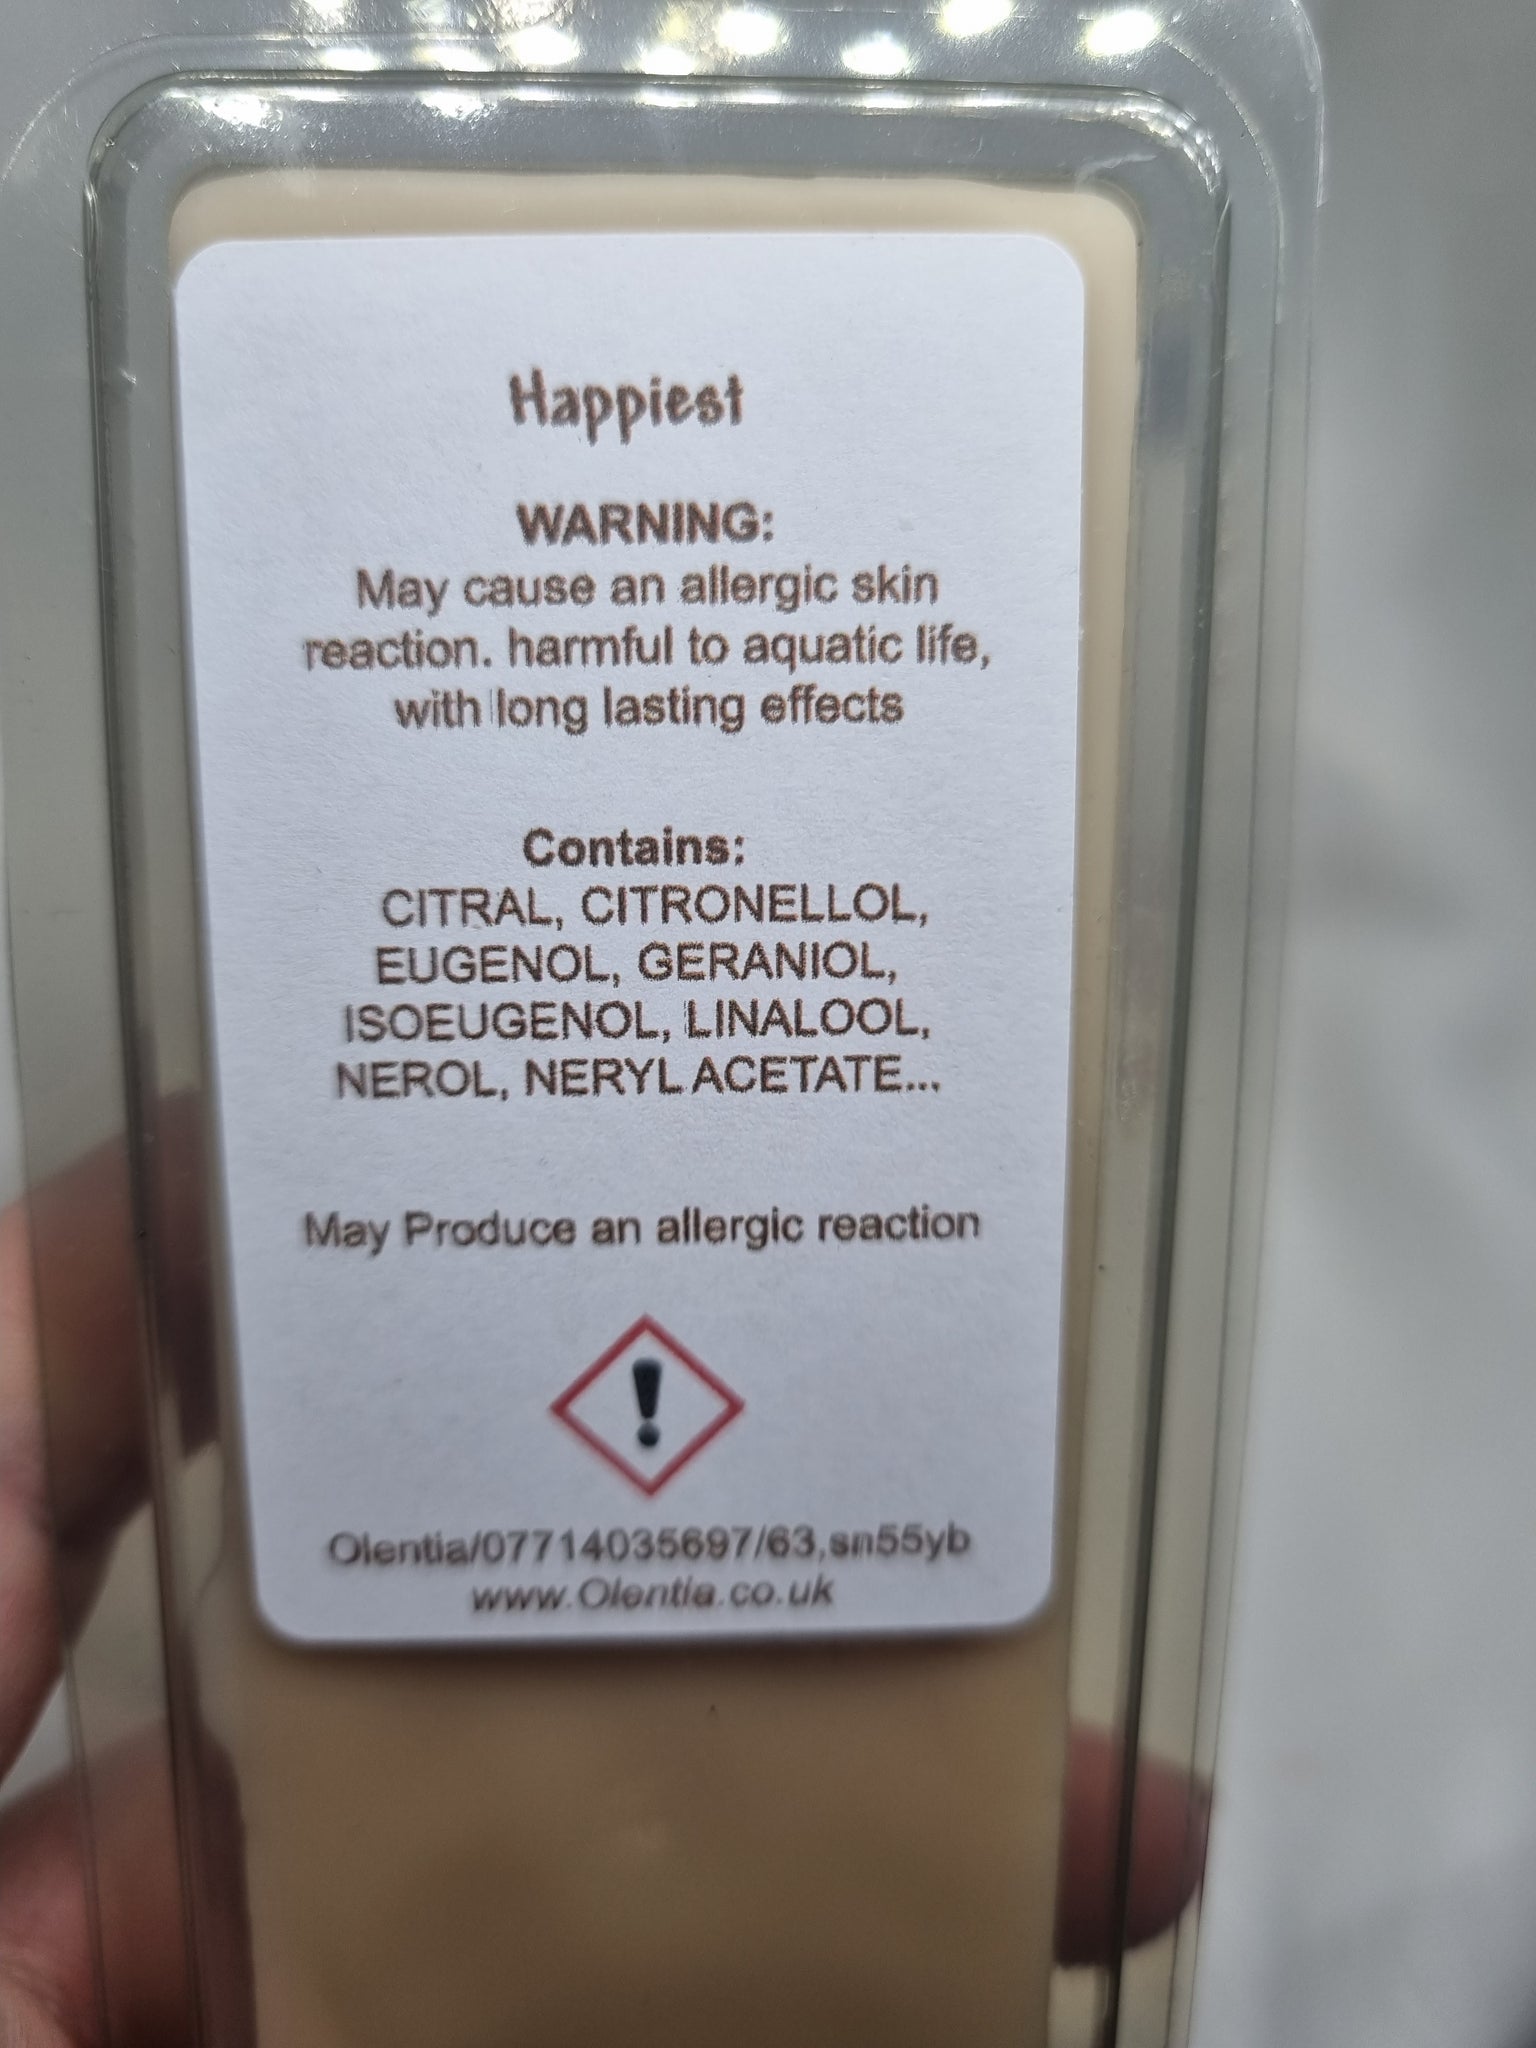 Happiest
WARNING:
May cause an allergic skin
reaction. harmful to aquatic life,
with long lasting effects
Contains:
CITRAL, CITRONELLOL,
EUGENOL, GERANIOL,
ISOEUGENOL, LINALOOL,
NEROL, NERYL ACETATE...
May Produce an allergic reaction
!
Olentia/07714035697/63,sn55yb
www.Olentia.co.uk